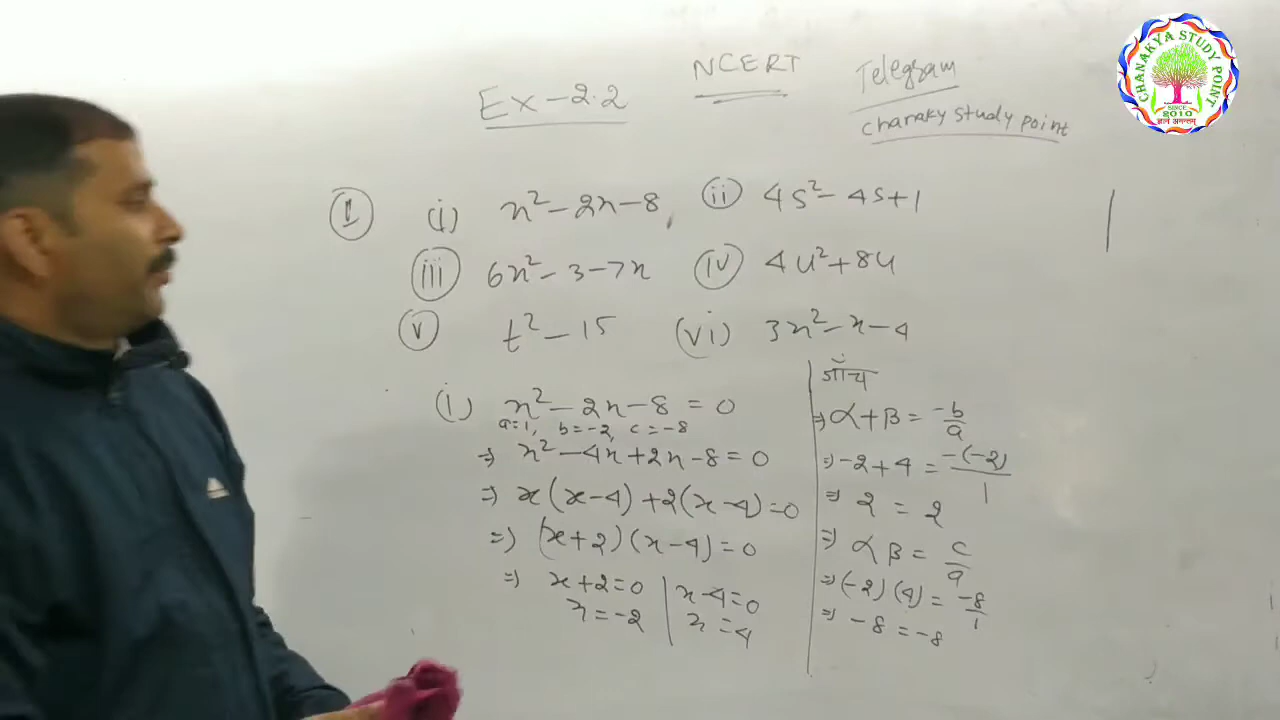 NCERT
Ex-2.2
Telegram
chanaky study point
CHANAKYA STUDY POINT
SINCE
2010
ज्ञानं अनन्तम्
1 (i) x² - 2x - 8, (ii) 4s² - 4s + 1
(iii) 6x² - 3 - 7x (iv) 4u² + 8u
(v) t² - 15 (vi) 3x² - x - 4
(i) x² - 2x - 8 = 0
a=1, b=-2, c=-8
⇒ x² - 4x + 2x - 8 = 0
⇒ x(x-4) + 2(x-4) = 0
⇒ (x+2)(x-4) = 0
⇒ x+2=0 | x-4=0
x = -2 | x = 4
जाँच
⇒ α+β = -b/a
⇒ -2+4 = -(-2)/1
⇒ 2 = 2
⇒ αβ = c/a
⇒ (-2)(4) = -8/1
⇒ -8 = -8